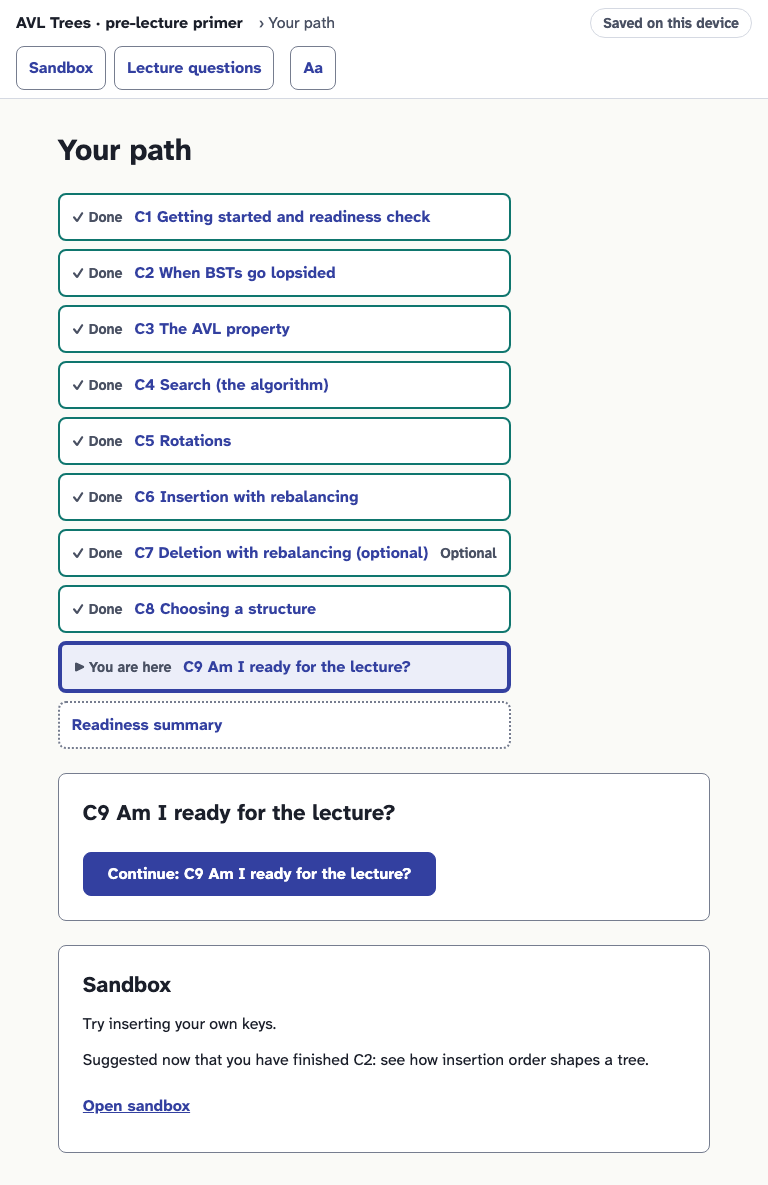 AVL Trees · pre-lecture primer › Your path Saved on this device
Sandbox Lecture questions Aa
Your path
✓ Done C1 Getting started and readiness check
✓ Done C2 When BSTs go lopsided
✓ Done C3 The AVL property
✓ Done C4 Search (the algorithm)
✓ Done C5 Rotations
✓ Done C6 Insertion with rebalancing
✓ Done C7 Deletion with rebalancing (optional) Optional
✓ Done C8 Choosing a structure
▶ You are here C9 Am I ready for the lecture?
Readiness summary
C9 Am I ready for the lecture?
Continue: C9 Am I ready for the lecture?
Sandbox
Try inserting your own keys.
Suggested now that you have finished C2: see how insertion order shapes a tree.
Open sandbox